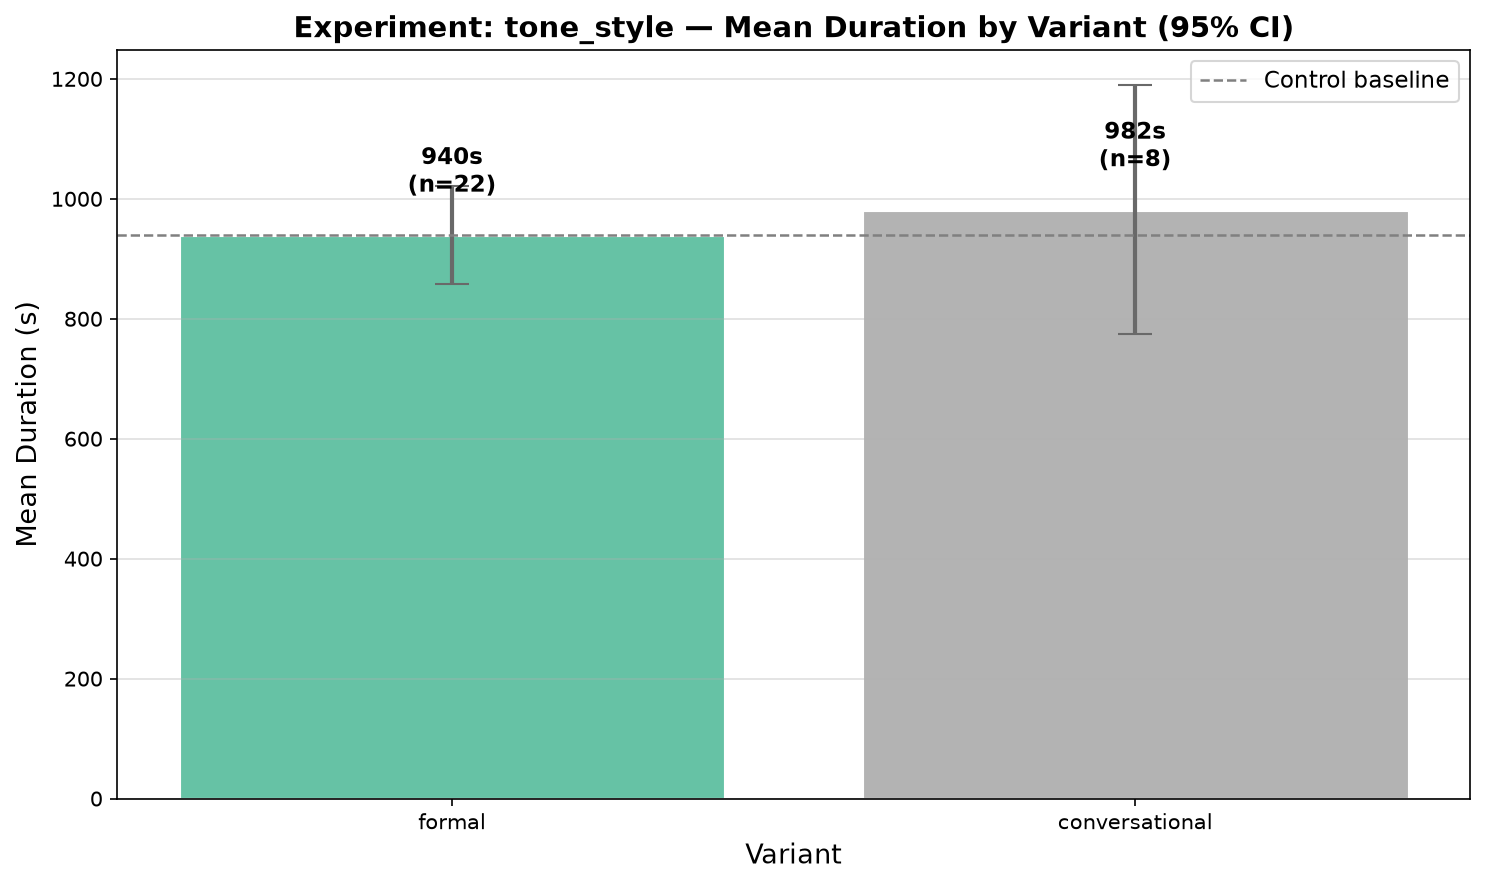 Experiment: tone_style — Mean Duration by Variant (95% CI)
Control baseline
1200
1000
800
600
400
200
0
Mean Duration (s)
940s
(n=22)
982s
(n=8)
formal
conversational
Variant